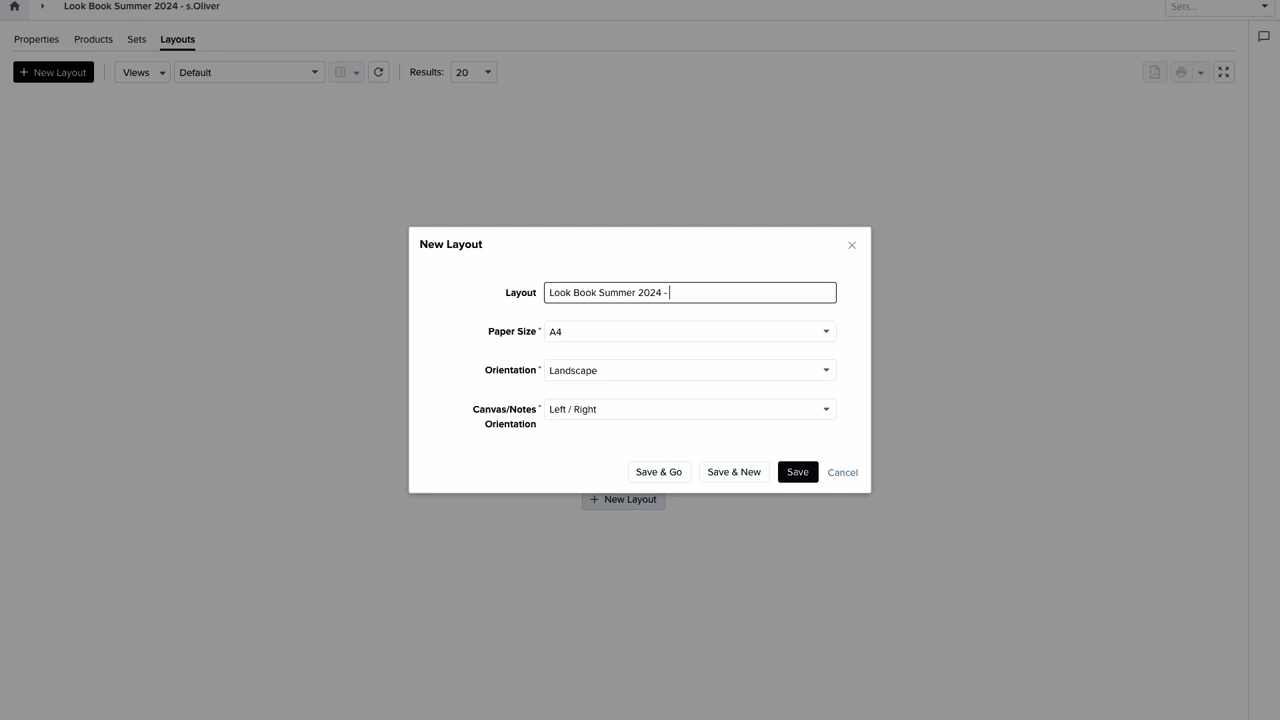 Look Book Summer 2024 - s.Oliver
Sets...
Properties Products Sets Layouts
+ New Layout Views Default Results: 20
New Layout
Layout Look Book Summer 2024 -
Paper Size * A4
Orientation * Landscape
Canvas/Notes * Left / Right
Orientation
Save & Go Save & New Save Cancel
+ New Layout